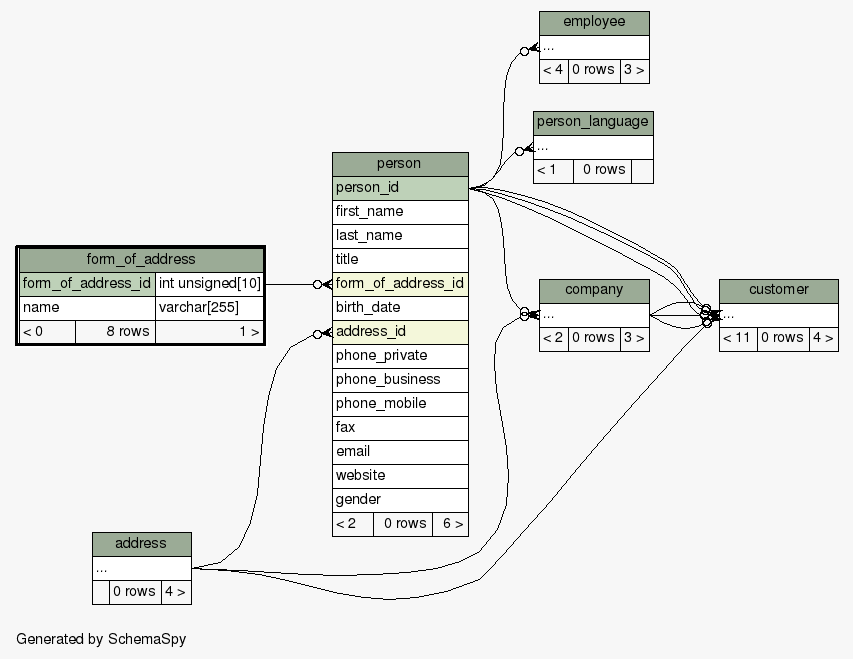 employee
...
< 4 0 rows 3 >
person_language
...
< 1 0 rows
person
person_id
first_name
last_name
title
form_of_address_id
birth_date
address_id
phone_private
phone_business
phone_mobile
fax
email
website
gender
< 2 0 rows 6 >
form_of_address
form_of_address_id int unsigned[10]
name varchar[255]
< 0 8 rows 1 >
company
...
< 2 0 rows 3 >
customer
...
< 11 0 rows 4 >
address
...
0 rows 4 >
Generated by SchemaSpy